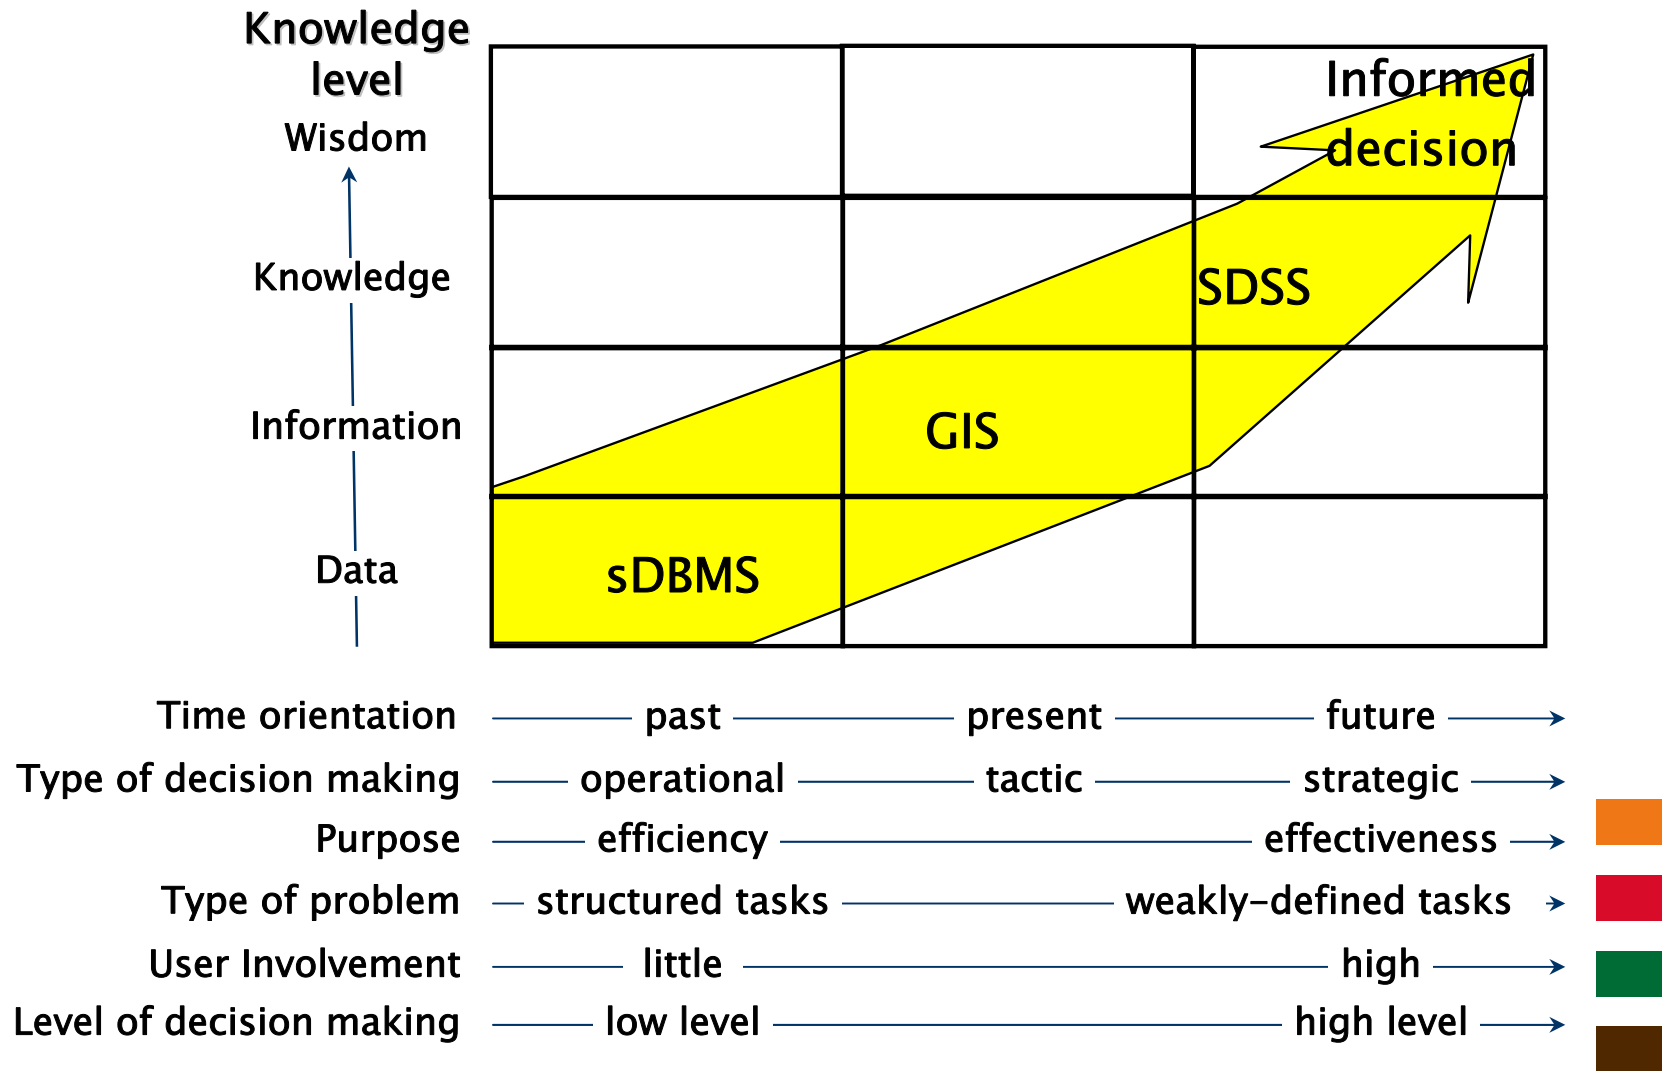 Knowledge
level
Wisdom
Informed
decision
Knowledge
SDSS
Information
GIS
Data
sDBMS
Time orientation past present future
Type of decision making operational tactic strategic
Purpose efficiency effectiveness
Type of problem structured tasks weakly-defined tasks
User Involvement little high
Level of decision making low level high level